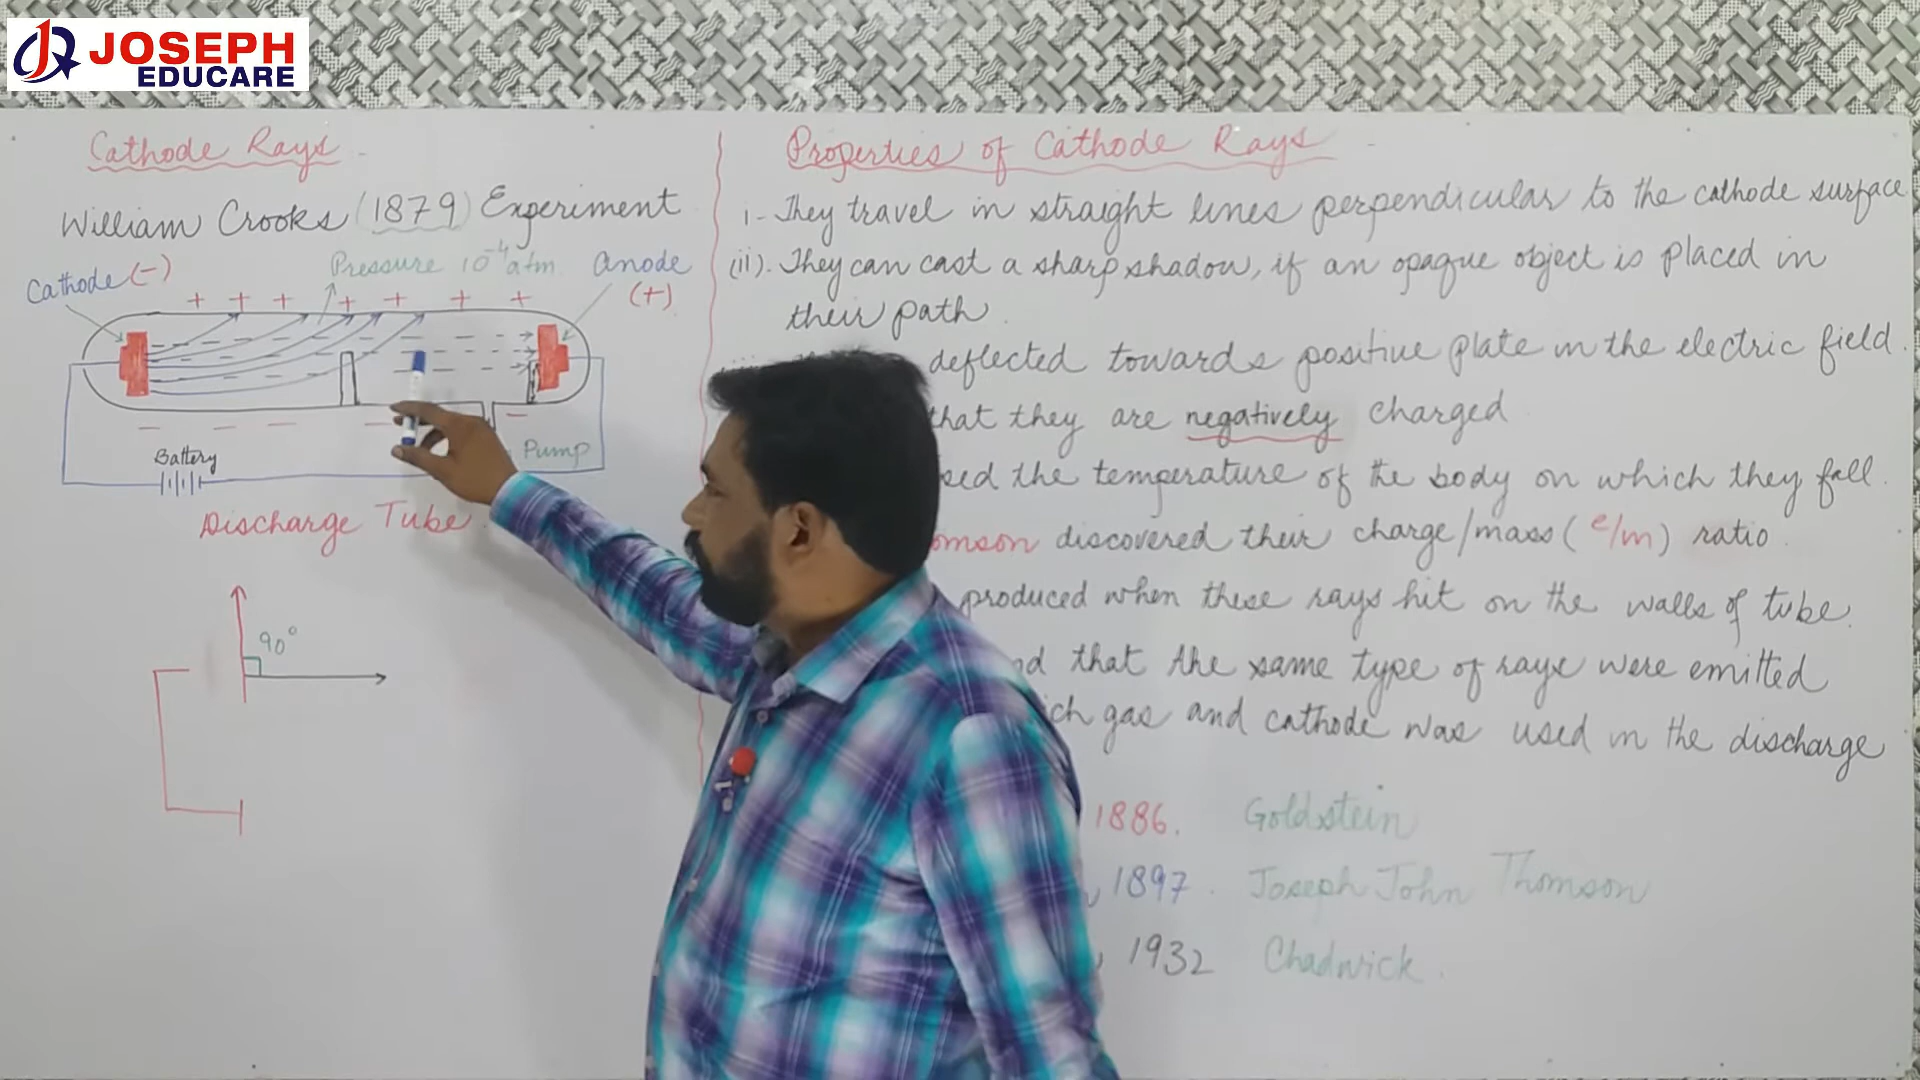 JOSEPH
EDUCARE
Cathode Rays
William Crooks (1879) Experiment
Pressure 10⁻⁴ atm
Cathode (-)
anode
(+)
+ + + + + + +
Battery
Pump
Discharge Tube
90°
Properties of Cathode Rays
i- They travel in straight lines perpendicular to the cathode surface
(ii). They can cast a sharp shadow, if an opaque object is placed in
their path
deflected towards positive plate in the electric field.
that they are negatively charged
the temperature of the body on which they fall.
discovered their charge/mass (e/m) ratio
produced when these rays hit on the walls of tube.
that the same type of rays were emitted
gas and cathode was used in the discharge
1886. Goldstein
1897. Joseph John Thomson
1932 Chadwick.